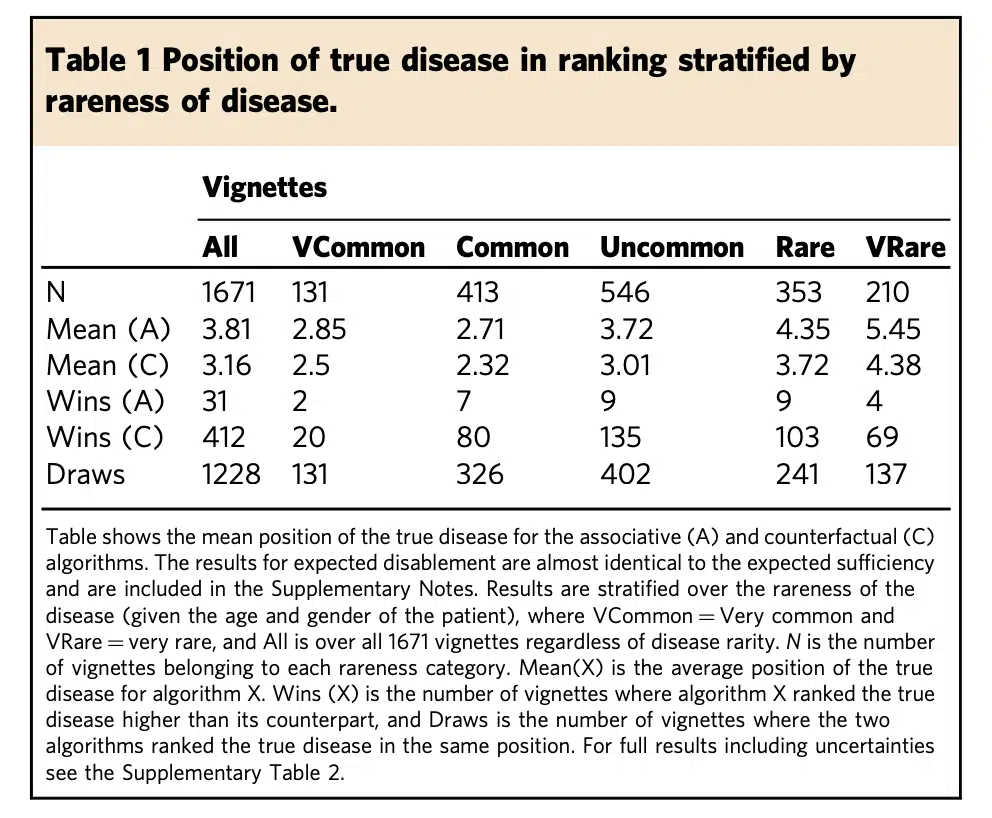 Table 1 Position of true disease in ranking stratified by
rareness of disease.
Vignettes
All VCommon Common Uncommon Rare VRare
N 1671 131 413 546 353 210
Mean (A) 3.81 2.85 2.71 3.72 4.35 5.45
Mean (C) 3.16 2.5 2.32 3.01 3.72 4.38
Wins (A) 31 2 7 9 9 4
Wins (C) 412 20 80 135 103 69
Draws 1228 131 326 402 241 137
Table shows the mean position of the true disease for the associative (A) and counterfactual (C)
algorithms. The results for expected disablement are almost identical to the expected sufficiency
and are included in the Supplementary Notes. Results are stratified over the rareness of the
disease (given the age and gender of the patient), where VCommon = Very common and
VRare = very rare, and All is over all 1671 vignettes regardless of disease rarity. N is the number
of vignettes belonging to each rareness category. Mean(X) is the average position of the true
disease for algorithm X. Wins (X) is the number of vignettes where algorithm X ranked the true
disease higher than its counterpart, and Draws is the number of vignettes where the two
algorithms ranked the true disease in the same position. For full results including uncertainties
see the Supplementary Table 2.